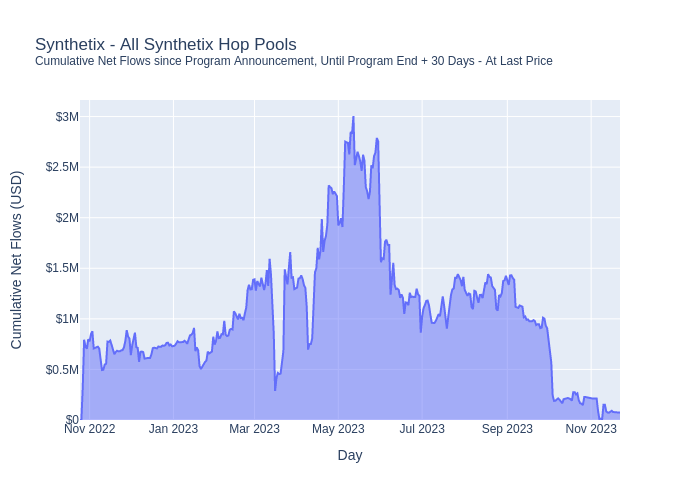 Synthetix - All Synthetix Hop Pools
Cumulative Net Flows since Program Announcement, Until Program End + 30 Days - At Last Price
Cumulative Net Flows (USD)
$3M
$2.5M
$2M
$1.5M
$1M
$0.5M
$0
Nov 2022 Jan 2023 Mar 2023 May 2023 Jul 2023 Sep 2023 Nov 2023
Day